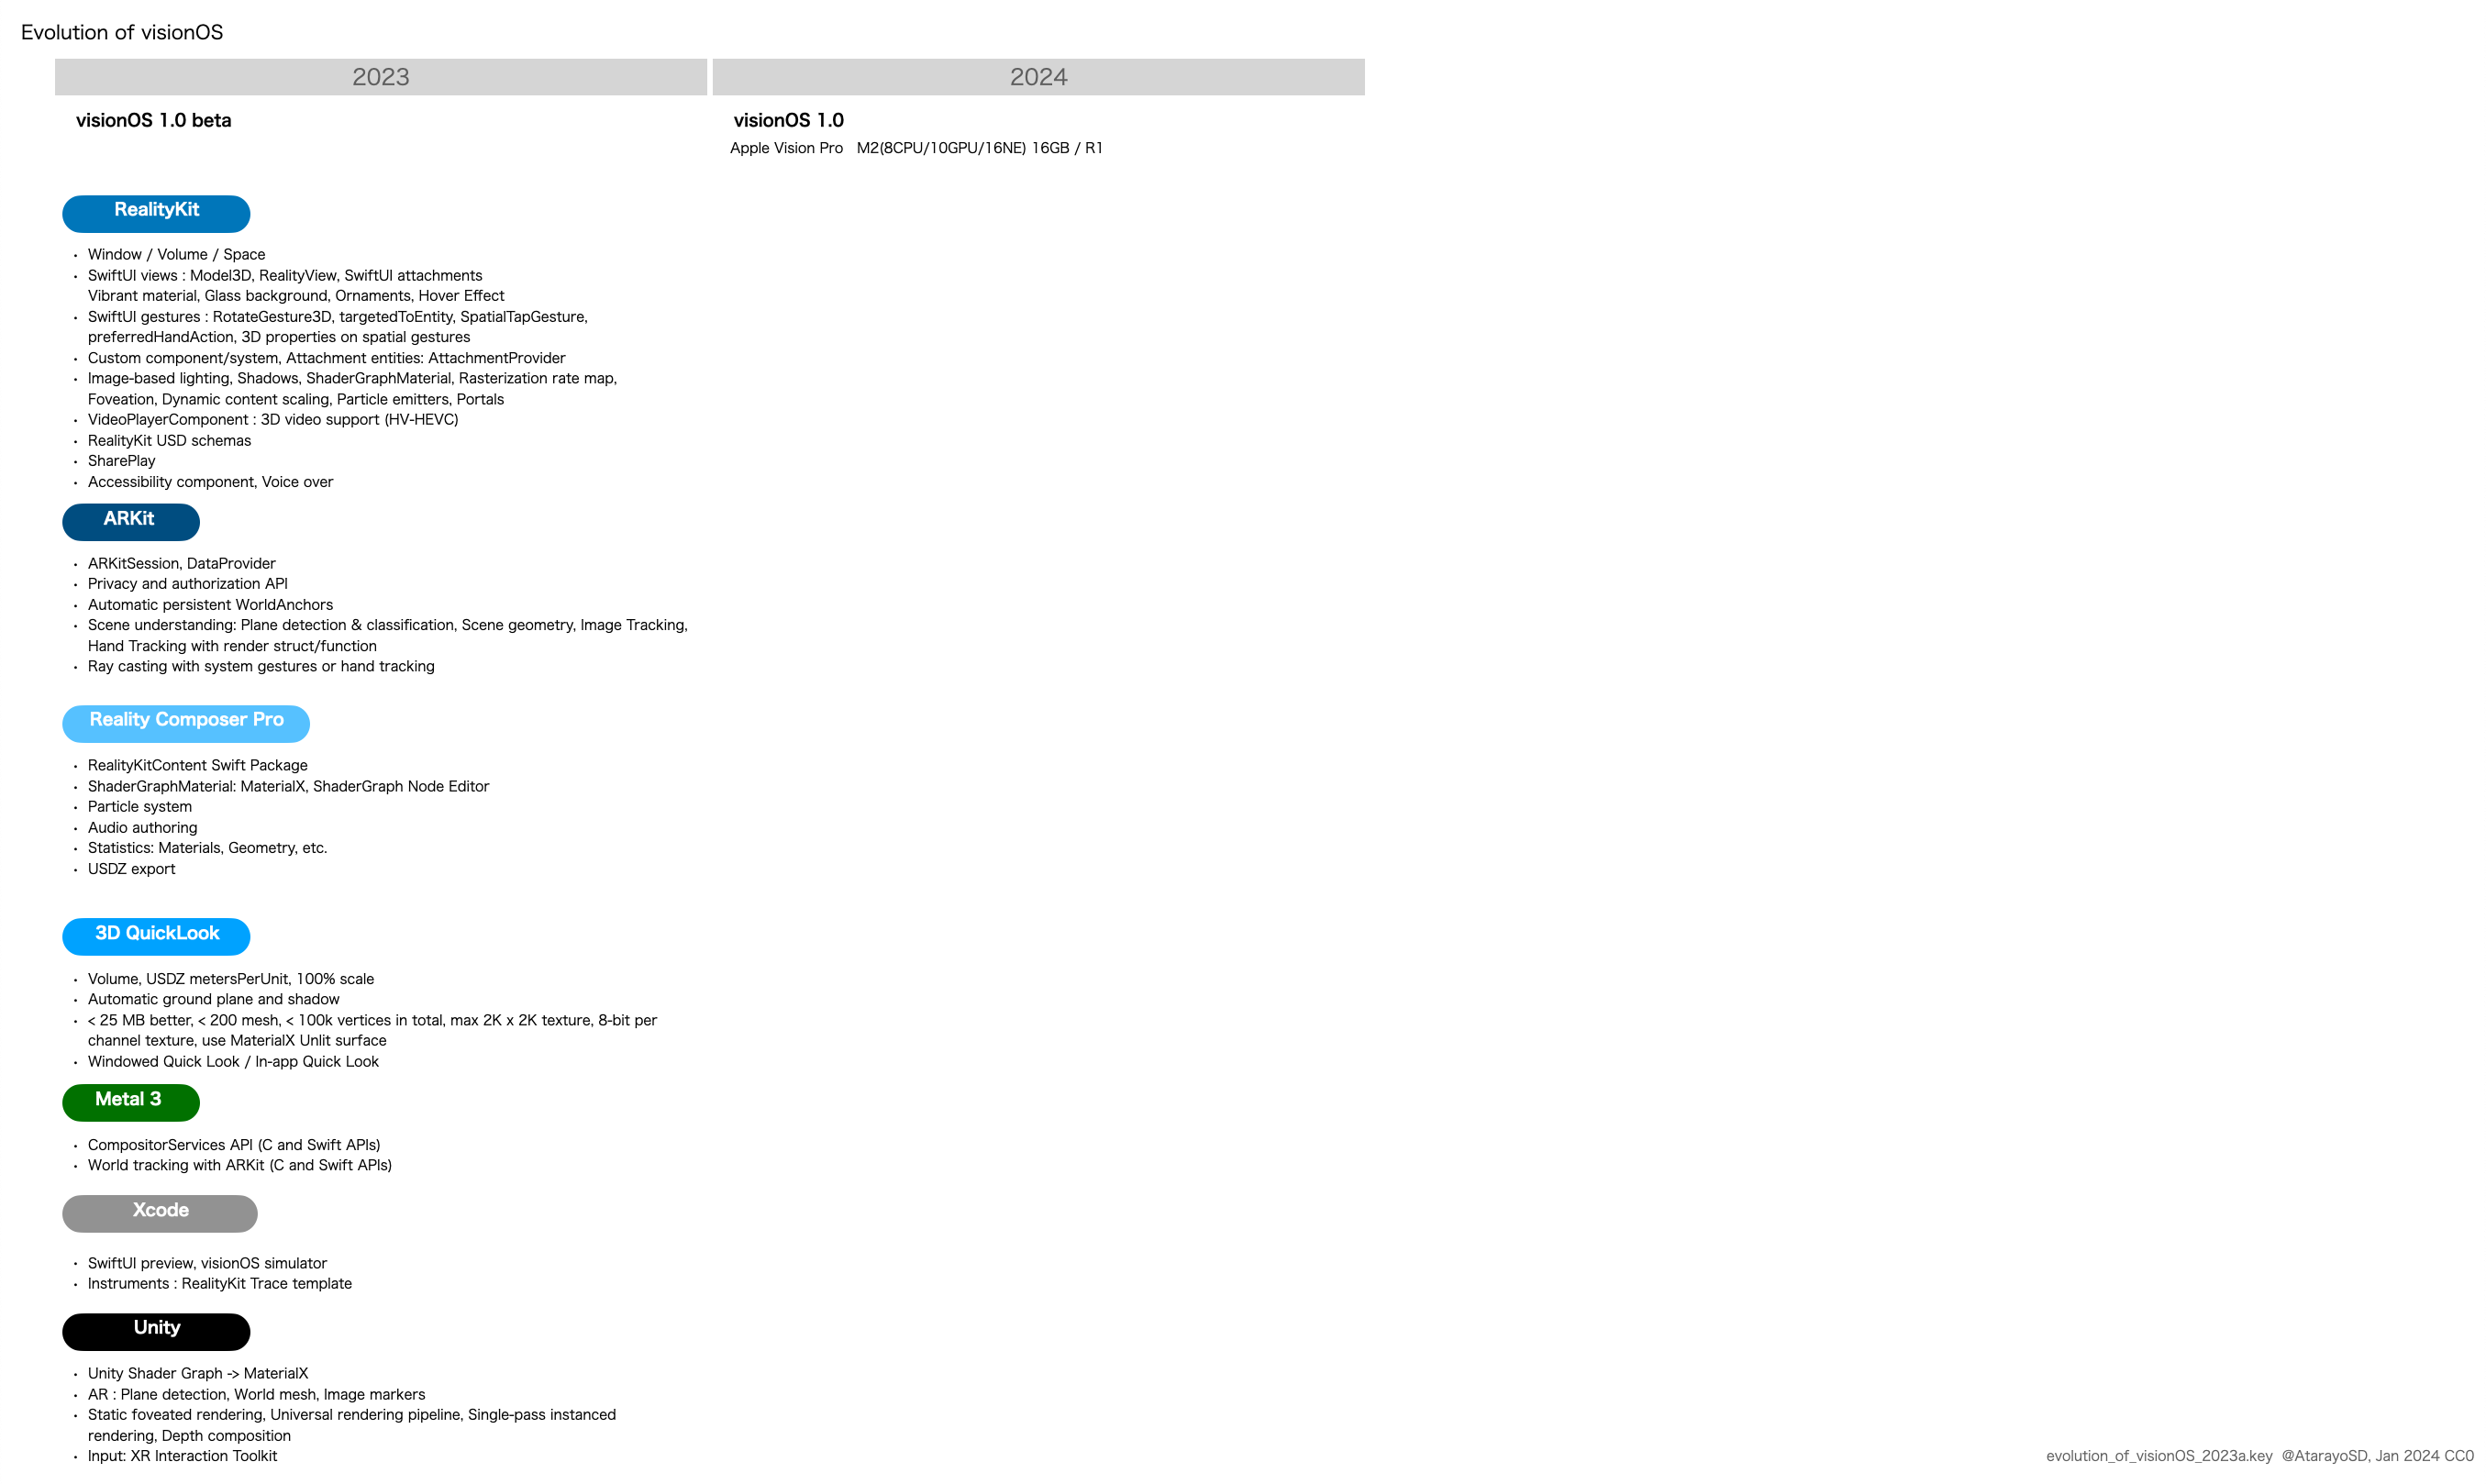 Evolution of visionOS
2023
2024
visionOS 1.0 beta
visionOS 1.0
Apple Vision Pro M2(8CPU/10GPU/16NE) 16GB / R1
RealityKit
・ Window / Volume / Space
・ SwiftUI views : Model3D, RealityView, SwiftUI attachments
Vibrant material, Glass background, Ornaments, Hover Effect
・ SwiftUI gestures : RotateGesture3D, targetedToEntity, SpatialTapGesture,
preferredHandAction, 3D properties on spatial gestures
・ Custom component/system, Attachment entities: AttachmentProvider
・ Image-based lighting, Shadows, ShaderGraphMaterial, Rasterization rate map,
Foveation, Dynamic content scaling, Particle emitters, Portals
・ VideoPlayerComponent : 3D video support (HV-HEVC)
・ RealityKit USD schemas
・ SharePlay
・ Accessibility component, Voice over
ARKit
・ ARKitSession, DataProvider
・ Privacy and authorization API
・ Automatic persistent WorldAnchors
・ Scene understanding: Plane detection & classification, Scene geometry, Image Tracking,
Hand Tracking with render struct/function
・ Ray casting with system gestures or hand tracking
Reality Composer Pro
・ RealityKitContent Swift Package
・ ShaderGraphMaterial: MaterialX, ShaderGraph Node Editor
・ Particle system
・ Audio authoring
・ Statistics: Materials, Geometry, etc.
・ USDZ export
3D QuickLook
・ Volume, USDZ metersPerUnit, 100% scale
・ Automatic ground plane and shadow
・ < 25 MB better, < 200 mesh, < 100k vertices in total, max 2K x 2K texture, 8-bit per
channel texture, use MaterialX Unlit surface
・ Windowed Quick Look / In-app Quick Look
Metal 3
・ CompositorServices API (C and Swift APIs)
・ World tracking with ARKit (C and Swift APIs)
Xcode
・ SwiftUI preview, visionOS simulator
・ Instruments : RealityKit Trace template
Unity
・ Unity Shader Graph -> MaterialX
・ AR : Plane detection, World mesh, Image markers
・ Static foveated rendering, Universal rendering pipeline, Single-pass instanced
rendering, Depth composition
・ Input: XR Interaction Toolkit
evolution_of_visionOS_2023a.key @AtarayoSD, Jan 2024 CC0